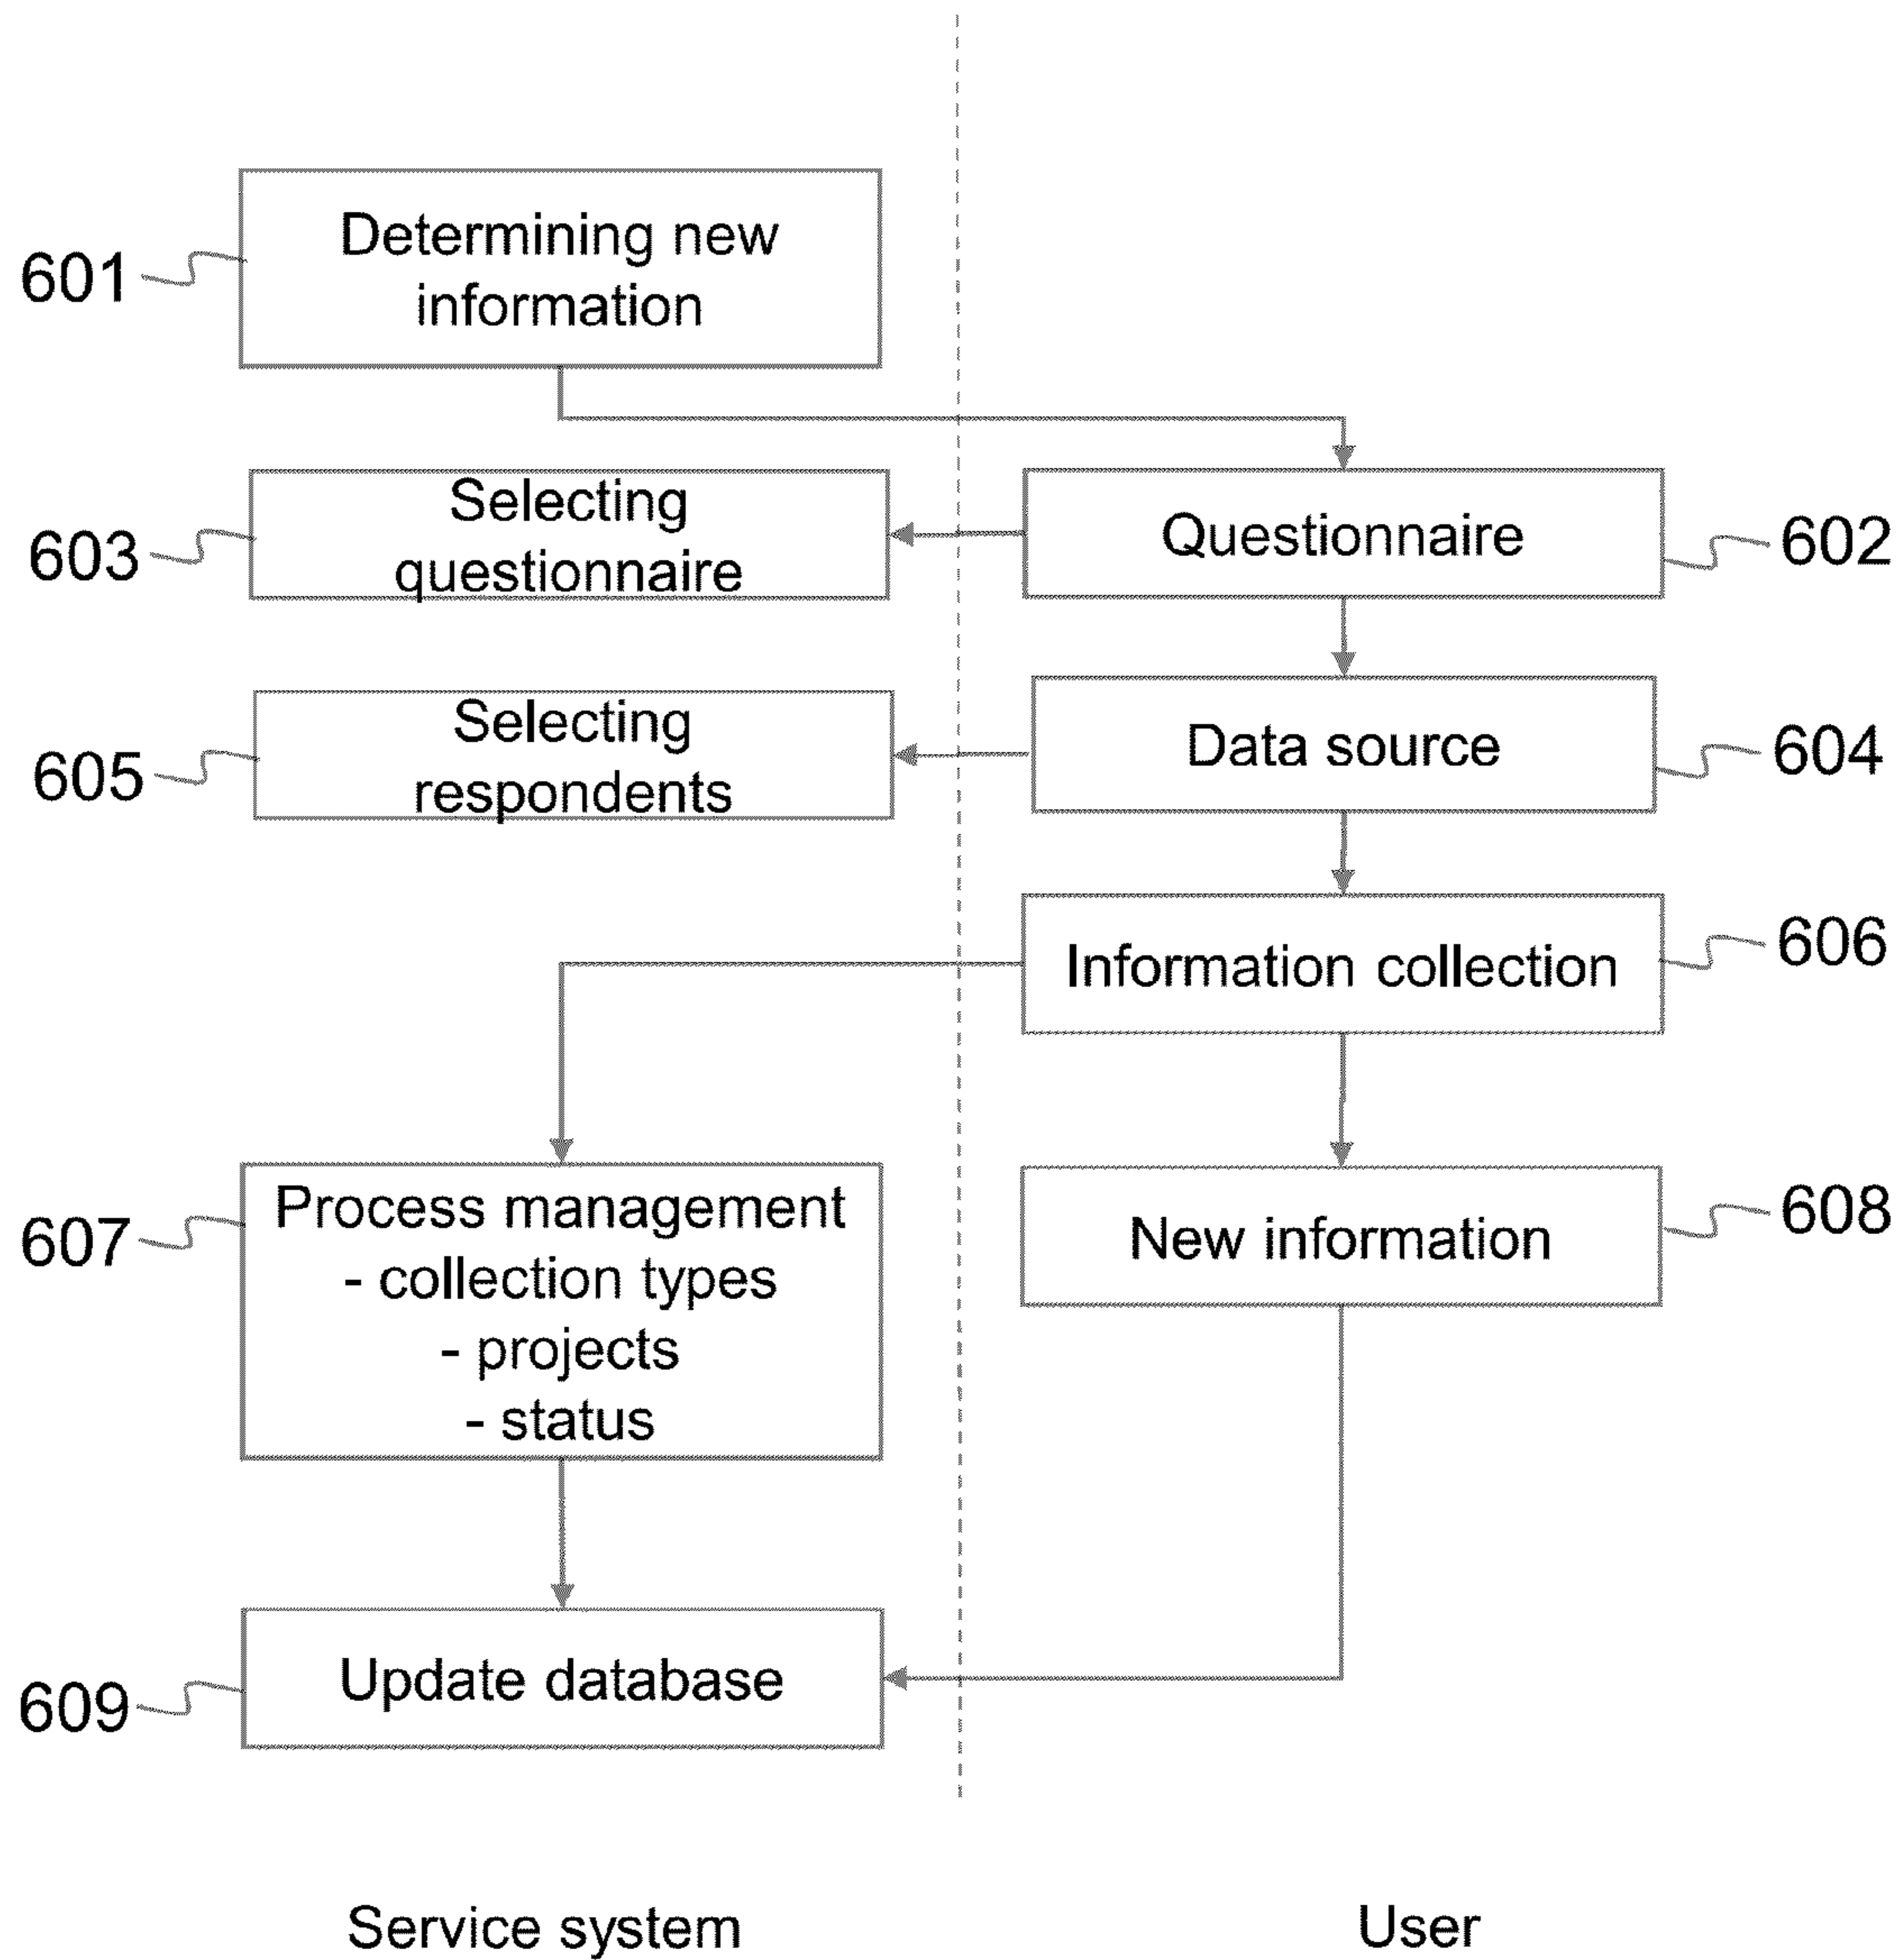 Determining new
information
601
Selecting
questionnaire
603
Questionnaire
602
Selecting
respondents
605
Data source
604
Information collection
606
Process management
- collection types
- projects
- status
607
New information
608
Update database
609
Service system
User